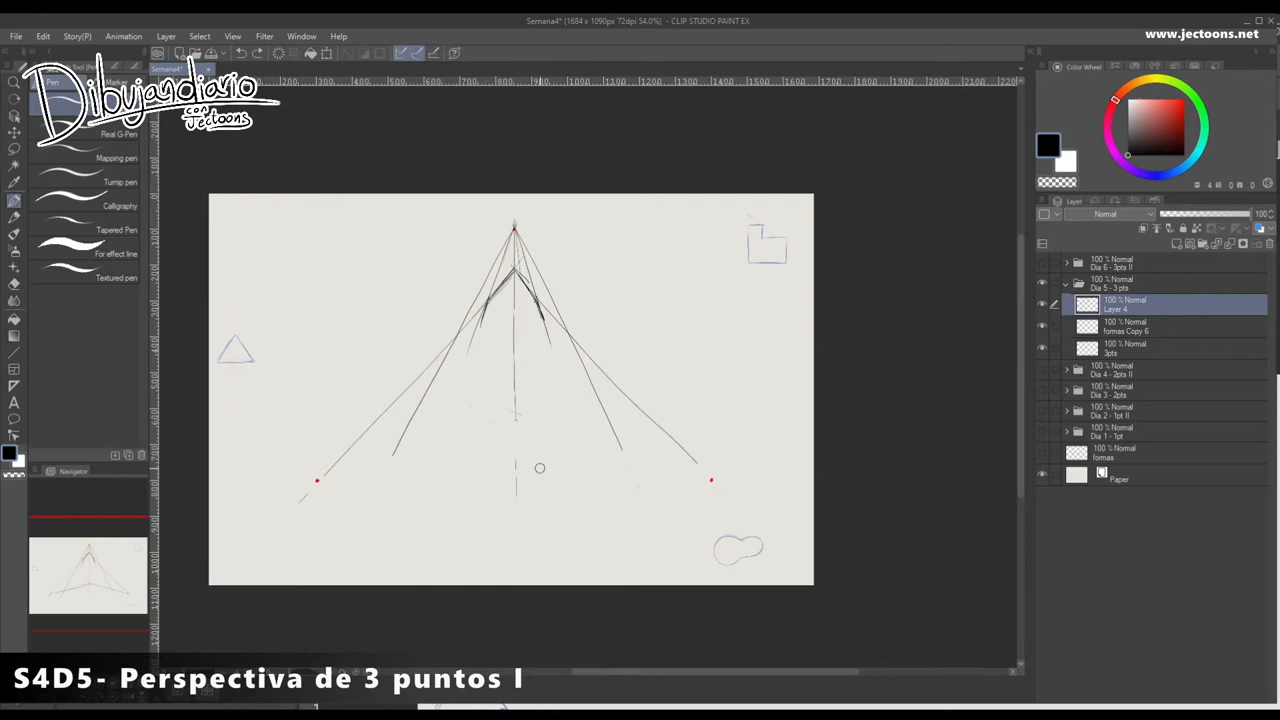 Semana4* (1684 x 1090px 72dpi 54.0%) - CLIP STUDIO PAINT EX
www.jectoons.net
File Edit Story(P) Animation Layer Select View Filter Window Help
Semana4*
Color Wheel
Dibujandiario
con
Jectoons
Pen
Marker
Real G-Pen
Mapping pen
Turnip pen
Calligraphy
Tapered Pen
For effect line
Textured pen
Navigator
Layer
Normal 100
100 % Normal
Dia 6 - 3pts II
100 % Normal
Dia 5 - 3 pts
100 % Normal
Layer 4
100 % Normal
formas Copy 6
100 % Normal
3pts
100 % Normal
Dia 4 - 2pts II
100 % Normal
Dia 3 - 2pts
100 % Normal
Dia 2 - 1pt II
100 % Normal
Dia 1 - 1pt
100 % Normal
formas
Paper
S4D5- Perspectiva de 3 puntos I